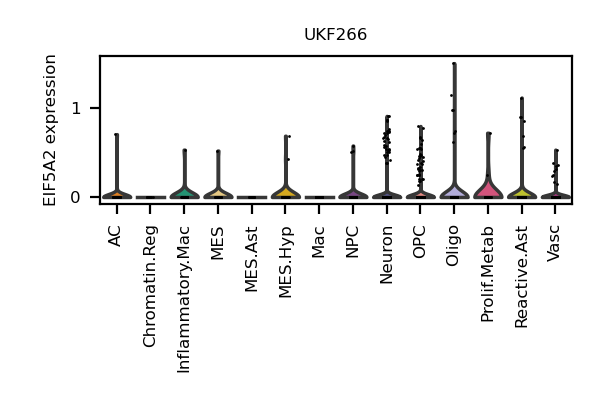 UKF266
EIF5A2 expression
1
0
AC
Chromatin.Reg
Inflammatory.Mac
MES
MES.Ast
MES.Hyp
Mac
NPC
Neuron
OPC
Oligo
Prolif.Metab
Reactive.Ast
Vasc